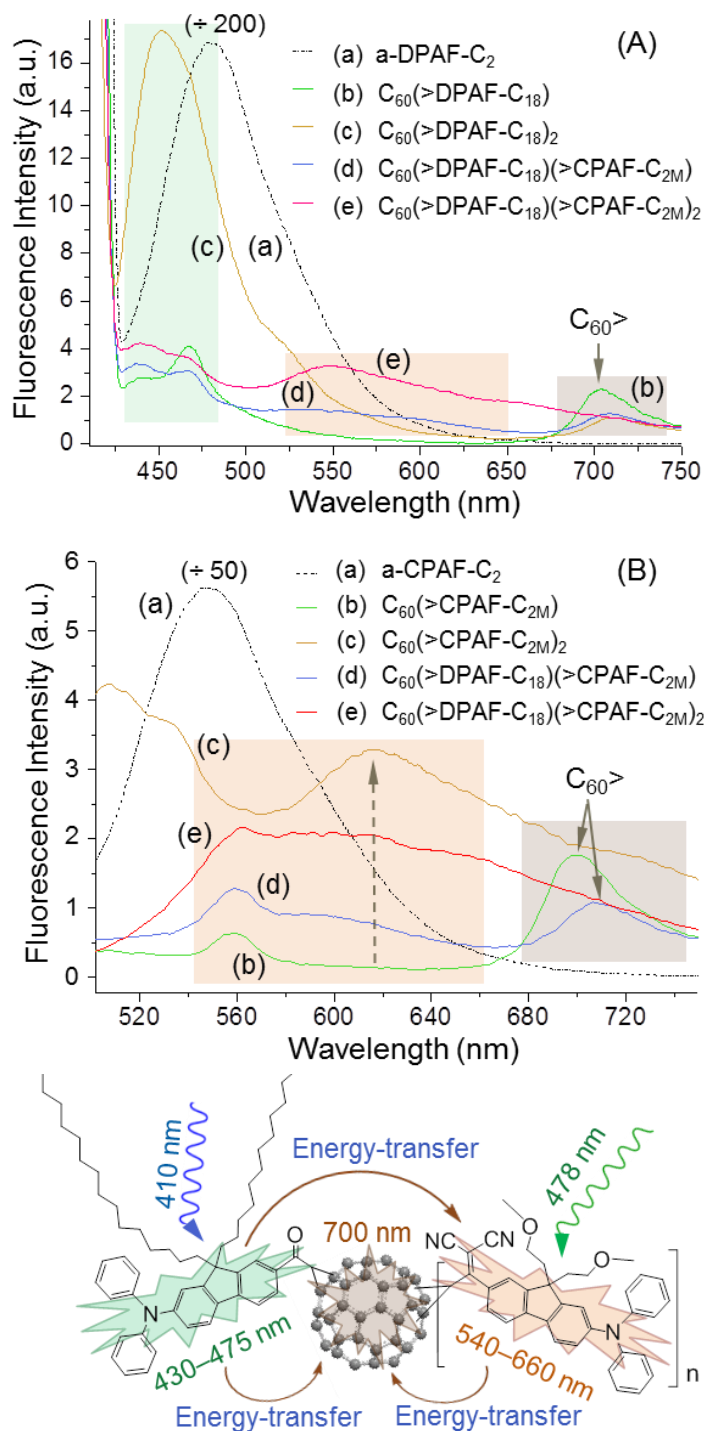 (÷ 200)
(A)
(a) a-DPAF-C₂
(b) C₆₀(>DPAF-C₁₈)
(c) C₆₀(>DPAF-C₁₈)₂
(d) C₆₀(>DPAF-C₁₈)(>CPAF-C₂M)
(e) C₆₀(>DPAF-C₁₈)(>CPAF-C₂M)₂
Fluorescence Intensity (a.u.)
16
14
12
10
8
6
4
2
0
(c)
(a)
C₆₀>
(e)
(d)
(b)
450 500 550 600 650 700 750
Wavelength (nm)
(÷ 50)
(B)
(a) a-CPAF-C₂
(b) C₆₀(>CPAF-C₂M)
(c) C₆₀(>CPAF-C₂M)₂
(d) C₆₀(>DPAF-C₁₈)(>CPAF-C₂M)
(e) C₆₀(>DPAF-C₁₈)(>CPAF-C₂M)₂
Fluorescence Intensity (a.u.)
6
5
4
3
2
1
0
(a)
(c)
C₆₀>
(e)
(d)
(b)
520 560 600 640 680 720
Wavelength (nm)
410 nm
Energy-transfer
478 nm
700 nm
O
NC CN
O
O
N
N
430–475 nm
540–660 nm
n
Energy-transfer
Energy-transfer